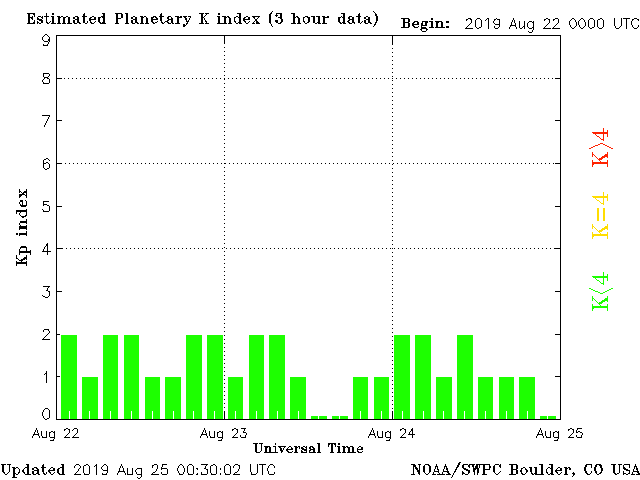 Estimated Planetary K index (3 hour data) Begin: 2019 Aug 22 0000 UTC
9
8
7
6
5
4
3
2
1
0
Kp index
K>4
K=4
K<4
Aug 22 Aug 23 Aug 24 Aug 25
Universal Time
Updated 2019 Aug 25 00:30:02 UTC NOAA/SWPC Boulder, CO USA